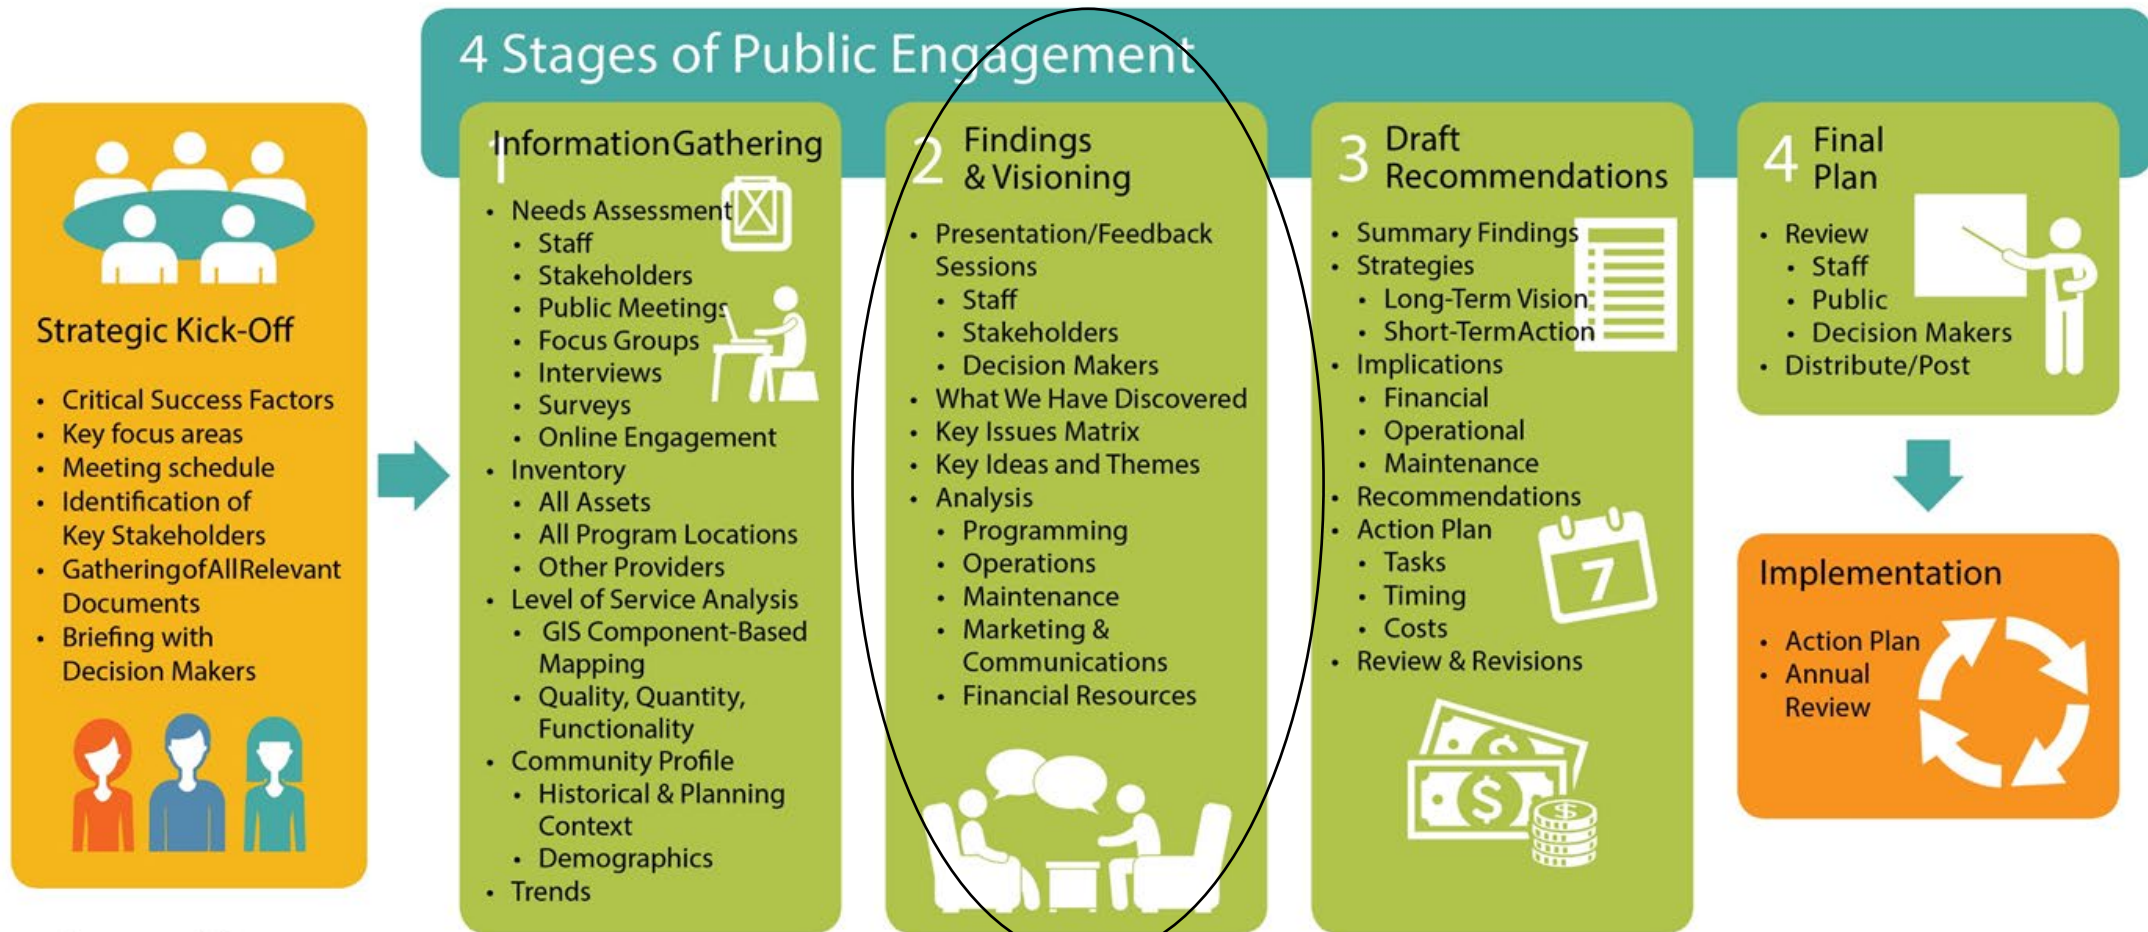 4 Stages of Public Engagement
Strategic Kick-Off
• Critical Success Factors
• Key focus areas
• Meeting schedule
• Identification of
Key Stakeholders
• GatheringofAllRelevant
Documents
• Briefing with
Decision Makers
1
InformationGathering
• Needs Assessment
• Staff
• Stakeholders
• Public Meetings
• Focus Groups
• Interviews
• Surveys
• Online Engagement
• Inventory
• All Assets
• All Program Locations
• Other Providers
• Level of Service Analysis
• GIS Component-Based
Mapping
• Quality, Quantity,
Functionality
• Community Profile
• Historical & Planning
Context
• Demographics
• Trends
2
Findings
& Visioning
• Presentation/Feedback
Sessions
• Staff
• Stakeholders
• Decision Makers
• What We Have Discovered
• Key Issues Matrix
• Key Ideas and Themes
• Analysis
• Programming
• Operations
• Maintenance
• Marketing &
Communications
• Financial Resources
3
Draft
Recommendations
• Summary Findings
• Strategies
• Long-Term Vision
• Short-TermAction
• Implications
• Financial
• Operational
• Maintenance
• Recommendations
• Action Plan
• Tasks
• Timing
• Costs
• Review & Revisions
7
$
$
4
Final
Plan
• Review
• Staff
• Public
• Decision Makers
• Distribute/Post
Implementation
• Action Plan
• Annual
Review